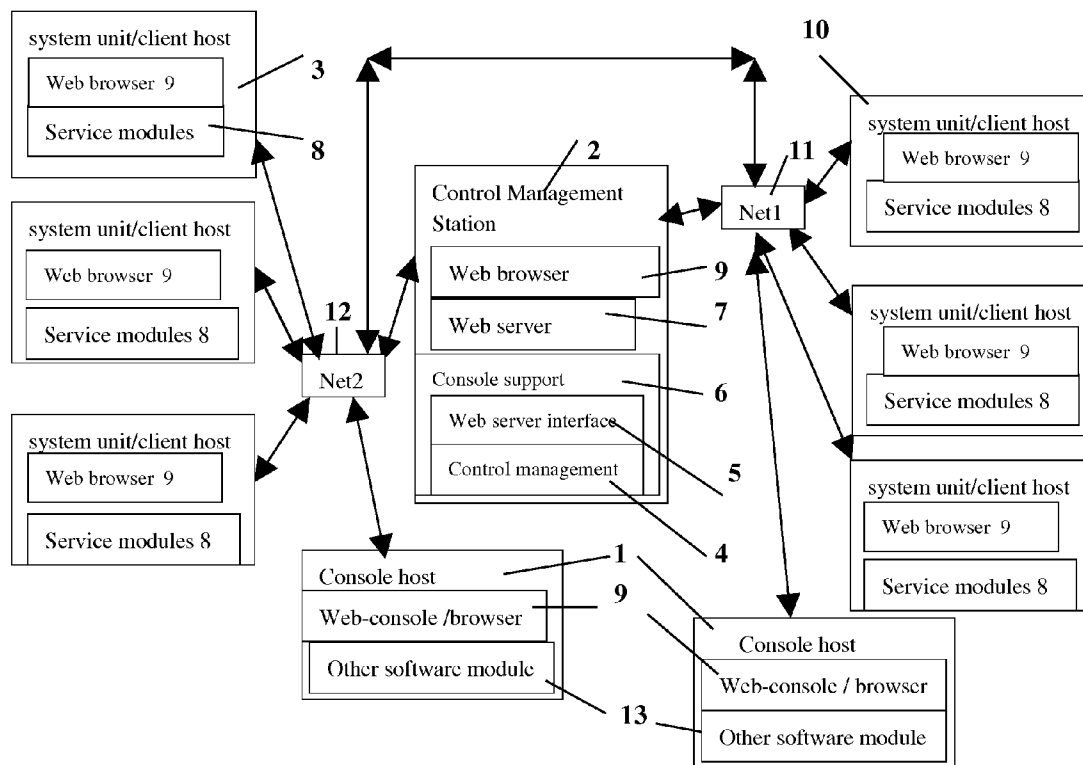 system unit/client host
Web browser 9
Service modules
3
8
system unit/client host
Web browser 9
Service modules 8
12
Net2
system unit/client host
Web browser 9
Service modules 8
2
Control Management
Station
Web browser
9
Web server
7
Console support
6
Web server interface
5
Control management
4
11
Net1
10
system unit/client host
Web browser 9
Service modules 8
system unit/client host
Web browser 9
Service modules 8
system unit/client host
Web browser 9
Service modules 8
Console host
1
Web-console /browser
9
Other software module
13
Console host
Web-console / browser
Other software module